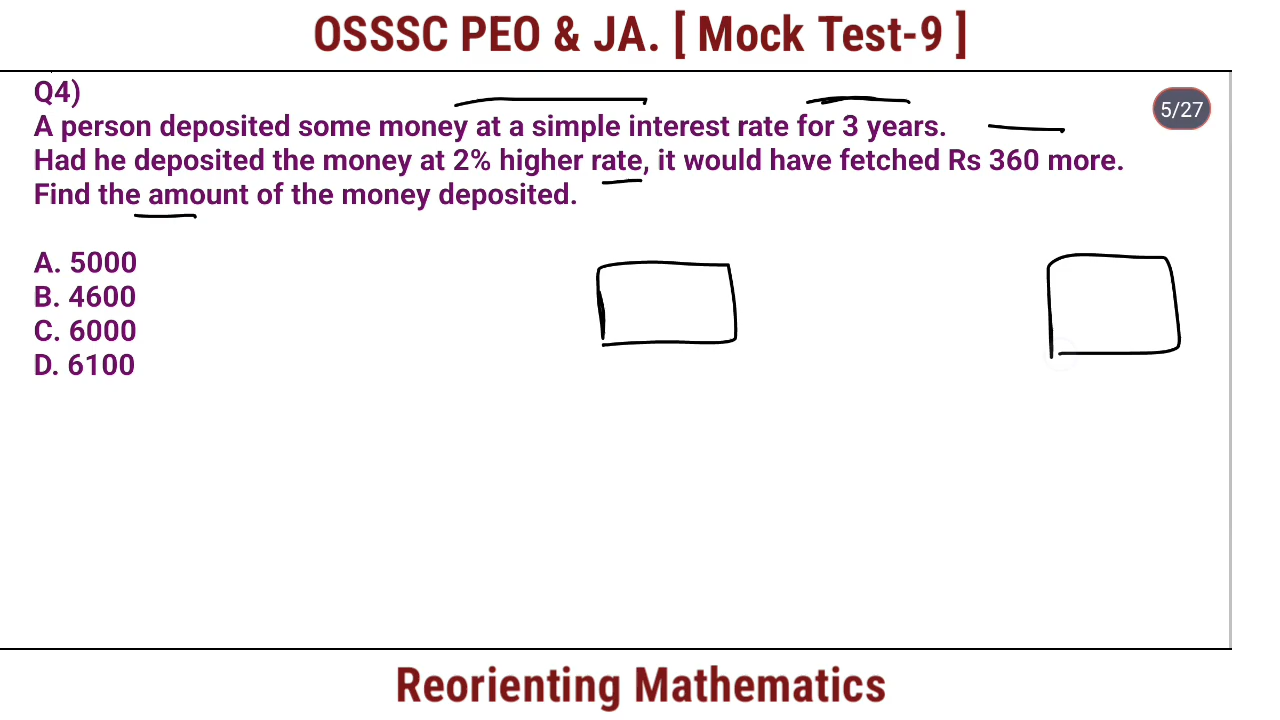 OSSSC PEO & JA. [ Mock Test-9 ]
Q4)
5/27
A person deposited some money at a simple interest rate for 3 years.
Had he deposited the money at 2% higher rate, it would have fetched Rs 360 more.
Find the amount of the money deposited.
A. 5000
B. 4600
C. 6000
D. 6100
Reorienting Mathematics